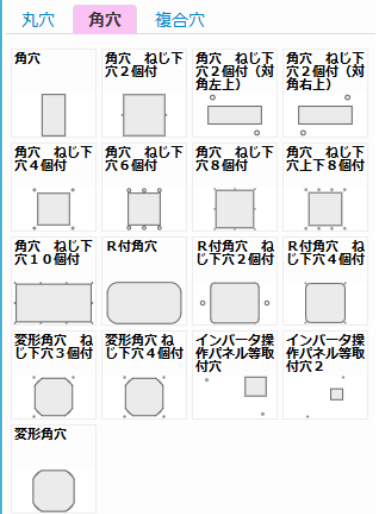 丸穴 角穴 複合穴
角穴
角穴　ねじ下
穴２個付
角穴　ねじ下
穴２個付（対
角左上）
角穴　ねじ下
穴２個付（対
角右上）
角穴　ねじ下
穴４個付
角穴　ねじ下
穴６個付
角穴　ねじ下
穴８個付
角穴　ねじ下
穴上下８個付
角穴　ねじ下
穴１０個付
Ｒ付角穴
Ｒ付角穴　ね
じ下穴２個付
Ｒ付角穴　ね
じ下穴４個付
変形角穴　ね
じ下穴３個付
変形角穴 ね
じ下穴４個付
インバータ操
作パネル等取
付穴
インバータ操
作パネル等取
付穴２
変形角穴